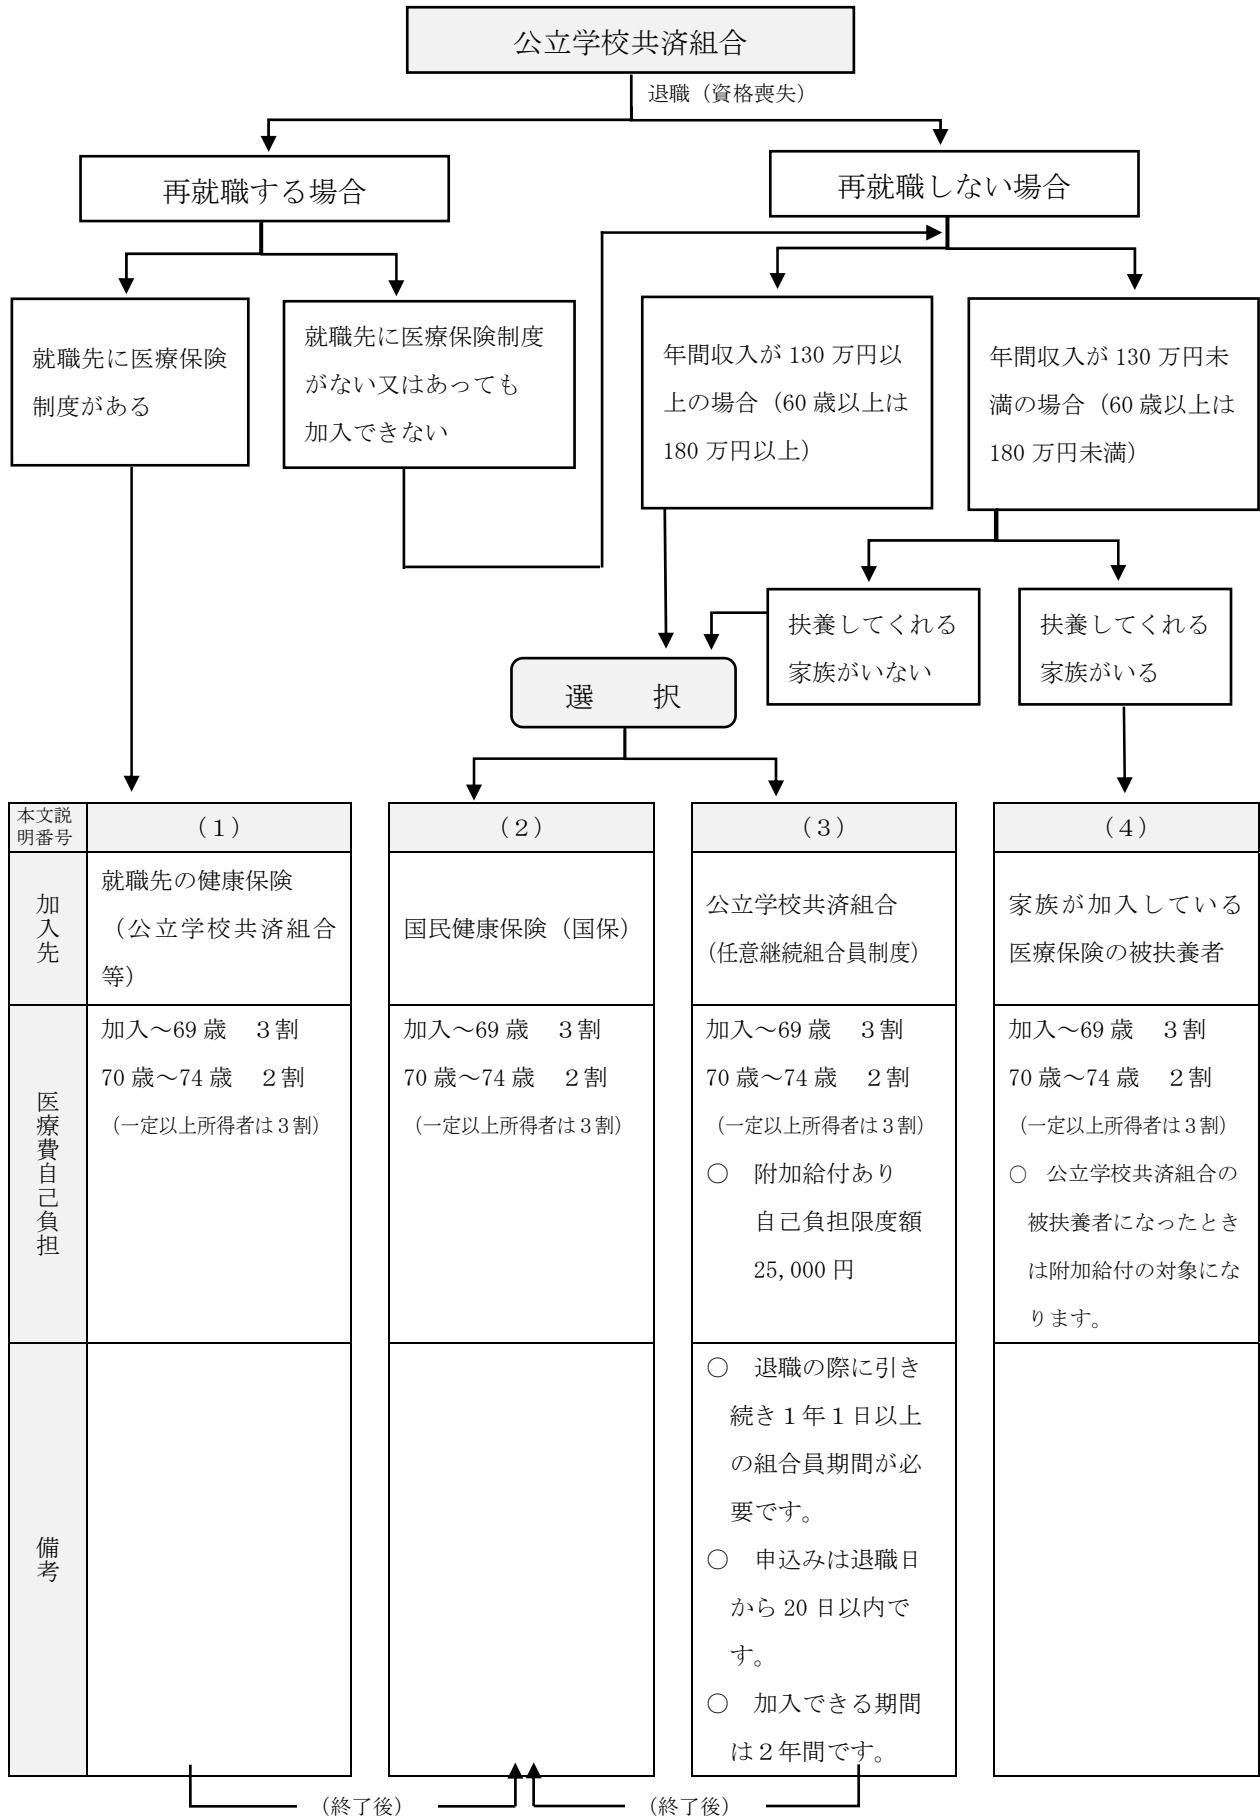 公立学校共済組合
退職（資格喪失）
再就職する場合
再就職しない場合
就職先に医療保険
制度がある
就職先に医療保険制度
がない又はあっても
加入できない
年間収入が 130 万円以
上の場合（60 歳以上は
180 万円以上）
年間収入が 130 万円未
満の場合（60 歳以上は
180 万円未満）
扶養してくれる
家族がいない
扶養してくれる
家族がいる
選　　択
本文説
明番号
（１）
（２）
（３）
（４）
加入先
就職先の健康保険
（公立学校共済組合
等）
国民健康保険（国保）
公立学校共済組合
（任意継続組合員制度）
家族が加入している
医療保険の被扶養者
医療費自己負担
加入～69 歳　３割
70 歳～74 歳　２割
（一定以上所得者は３割）
加入～69 歳　３割
70 歳～74 歳　２割
（一定以上所得者は３割）
加入～69 歳　３割
70 歳～74 歳　２割
（一定以上所得者は３割）
○　附加給付あり
自己負担限度額
25,000 円
加入～69 歳　３割
70 歳～74 歳　２割
（一定以上所得者は３割）
○　公立学校共済組合の
被扶養者になったとき
は附加給付の対象にな
ります。
備考
○　退職の際に引き
続き１年１日以上
の組合員期間が必
要です。
○　申込みは退職日
から 20 日以内で
す。
○　加入できる期間
は２年間です。
（終了後）
（終了後）